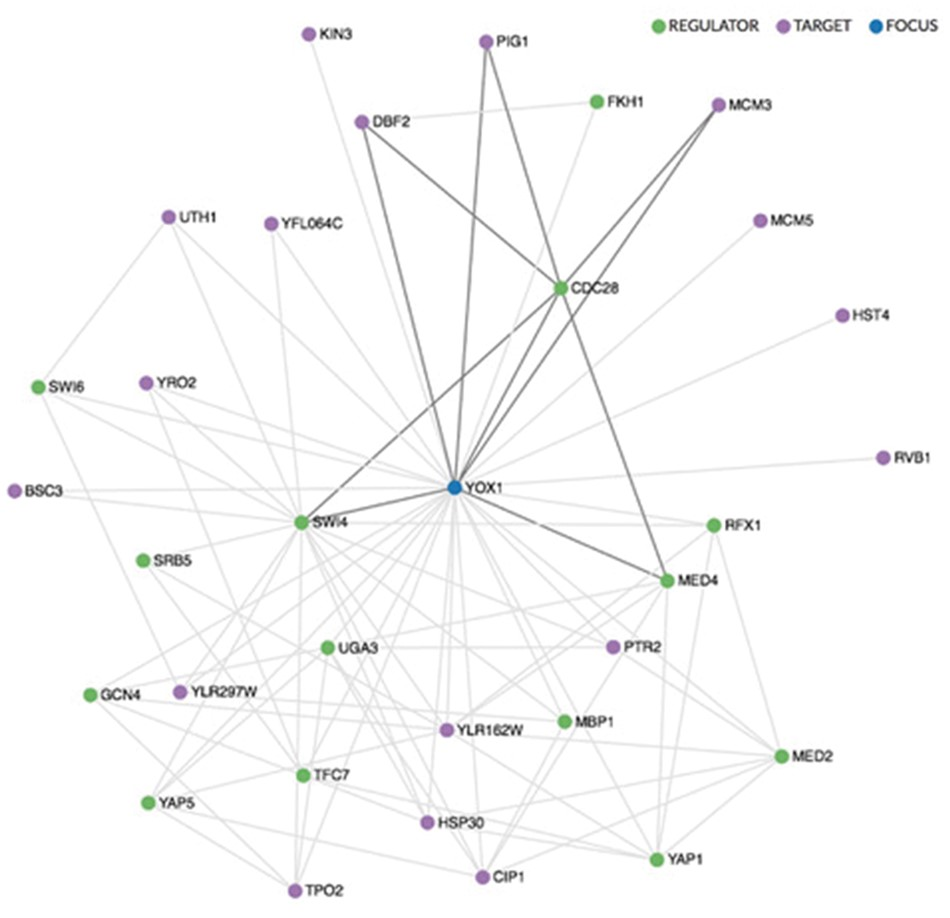 KIN3
PIG1
REGULATOR TARGET FOCUS
DBF2
FKH1
MCM3
UTH1
YFL064C
MCM5
CDC28
HST4
SWI6
YRO2
RVB1
BSC3
YOX1
SWI4
RFX1
SRB5
MED4
UGA3
PTR2
GCN4
YLR297W
YLR162W
MBP1
MED2
TFC7
YAP5
HSP30
YAP1
CIP1
TPO2